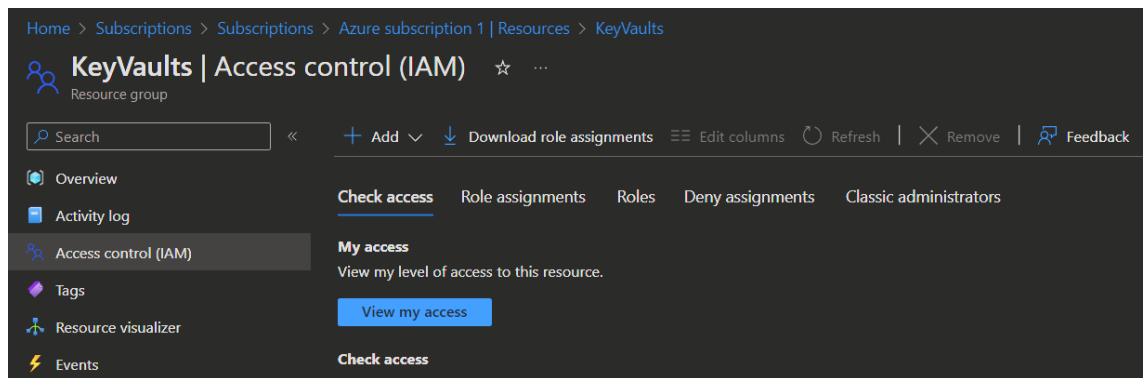 Home > Subscriptions > Subscriptions > Azure subscription 1 | Resources > KeyVaults
KeyVaults | Access control (IAM)
Resource group
Search
Add
Download role assignments
Edit columns
Refresh
Remove
Feedback
Overview
Activity log
Access control (IAM)
Tags
Resource visualizer
Events
Check access Role assignments Roles Deny assignments Classic administrators
My access
View my level of access to this resource.
View my access
Check access